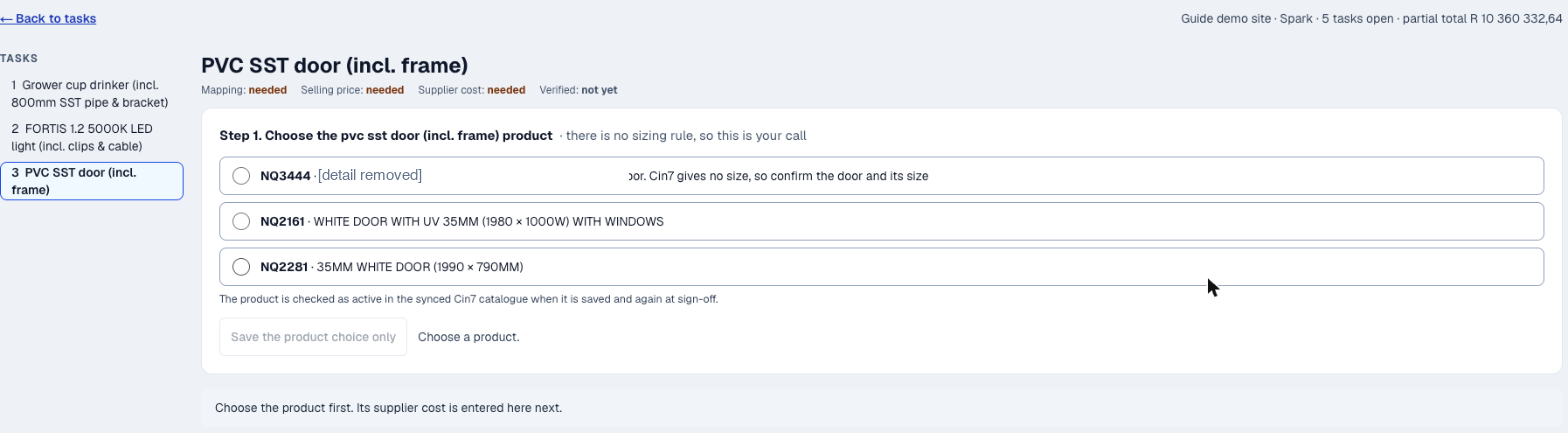 ← Back to tasks
Guide demo site · Spark · 5 tasks open · partial total R 10 360 332,64
TASKS
1 Grower cup drinker (incl.
800mm SST pipe & bracket)
2 FORTIS 1.2 5000K LED
light (incl. clips & cable)
3 PVC SST door (incl.
frame)
PVC SST door (incl. frame)
Mapping: needed Selling price: needed Supplier cost: needed Verified: not yet
Step 1. Choose the pvc sst door (incl. frame) product · there is no sizing rule, so this is your call
NQ3444 · [detail removed] Cin7 gives no size, so confirm the door and its size
NQ2161 · WHITE DOOR WITH UV 35MM (1980 × 1000W) WITH WINDOWS
NQ2281 · 35MM WHITE DOOR (1990 × 790MM)
The product is checked as active in the synced Cin7 catalogue when it is saved and again at sign-off.
Save the product choice only Choose a product.
Choose the product first. Its supplier cost is entered here next.